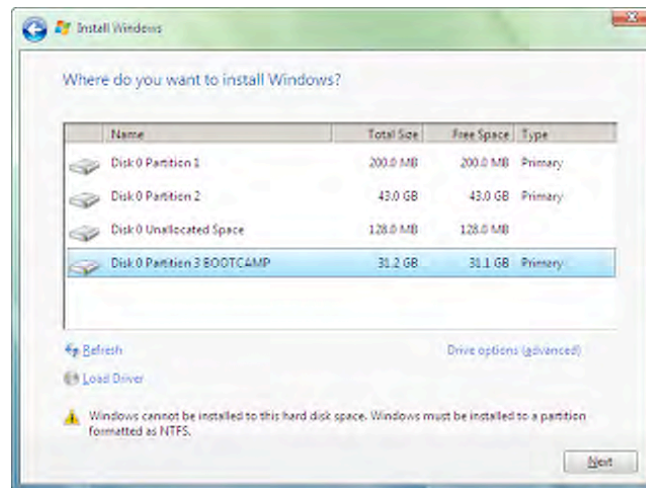 Install Windows
Where do you want to install Windows?
Name Total Size Free Space Type
Disk 0 Partition 1 200.0 MB 200.0 MB Primary
Disk 0 Partition 2 43.0 GB 43.0 GB Primary
Disk 0 Unallocated Space 128.0 MB 128.0 MB
Disk 0 Partition 3 BOOTCAMP 31.2 GB 31.1 GB Primary
Refresh Drive options (advanced)
Load Driver
Windows cannot be installed to this hard disk space. Windows must be installed to a partition
formatted as NTFS.
Next